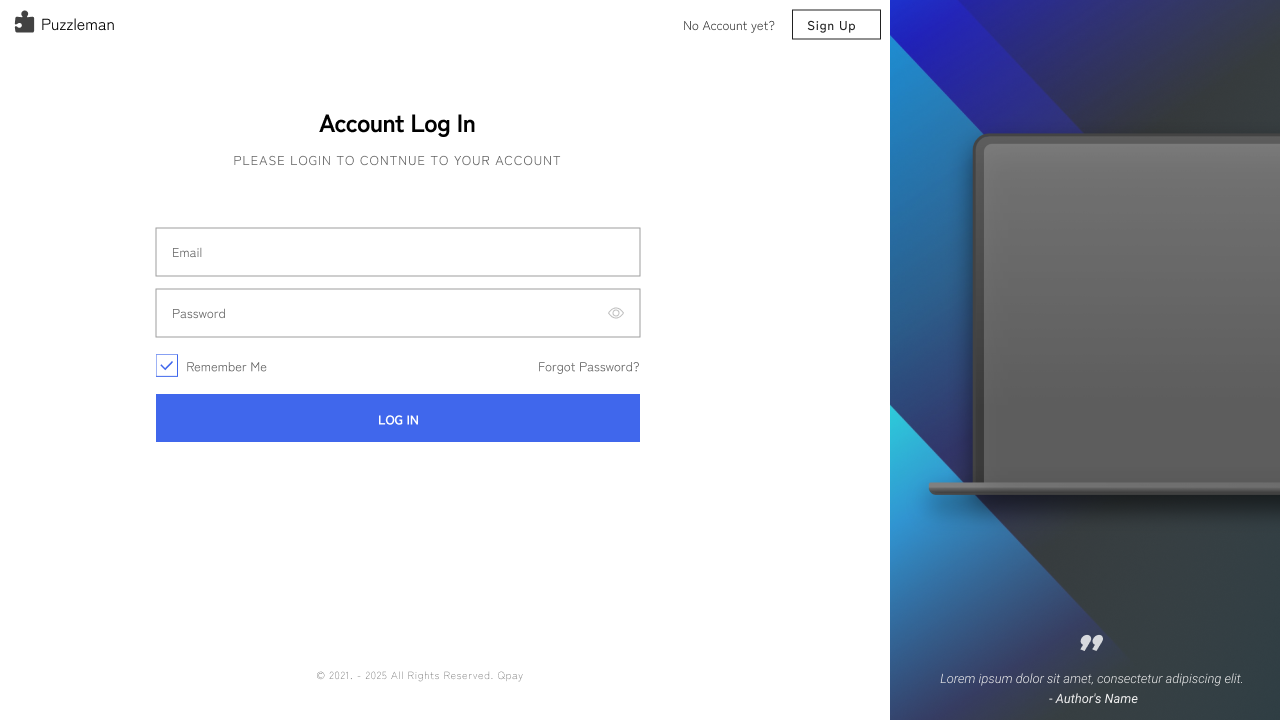 Puzzleman
No Account yet?
Sign Up
Account Log In
PLEASE LOGIN TO CONTNUE TO YOUR ACCOUNT
Email
Password
Remember Me
Forgot Password?
LOG IN
© 2021. - 2025 All Rights Reserved. Qpay
”
Lorem ipsum dolor sit amet, consectetur adipiscing elit.
- Author's Name